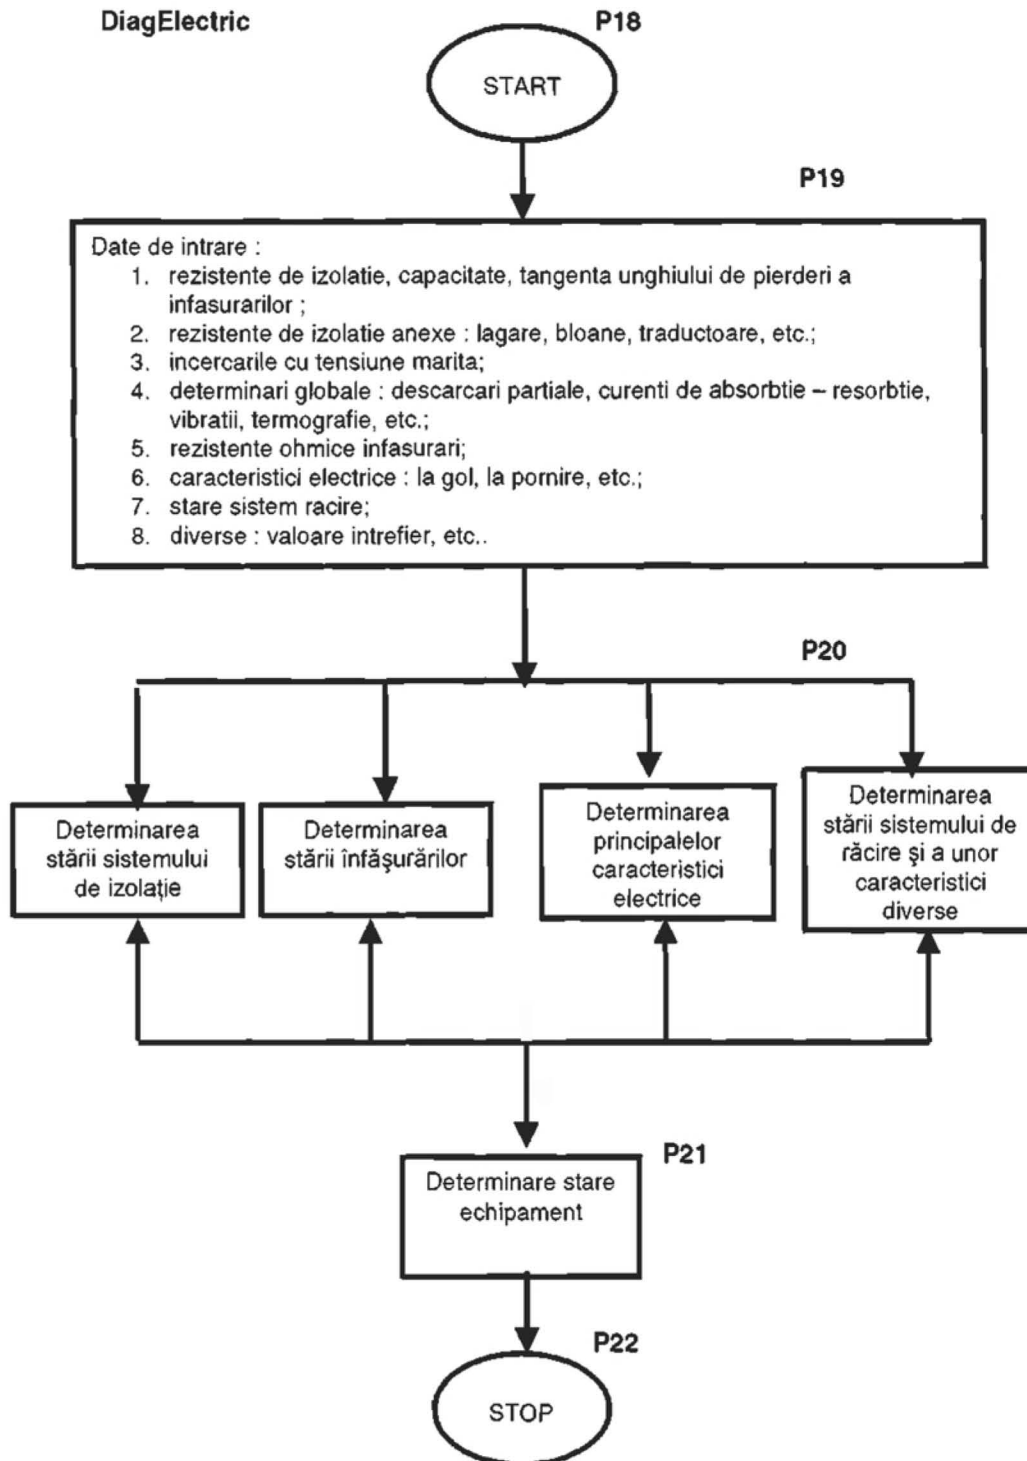 DiagElectric
P18
START
P19
Date de intrare :
1. rezistente de izolatie, capacitate, tangenta unghiului de pierderi a
infasurarilor ;
2. rezistente de izolatie anexe : lagare, bloane, traductoare, etc.;
3. incercarile cu tensiune marita;
4. determinari globale : descarcari partiale, curenti de absorbtie – resorbtie,
vibratii, termografie, etc.;
5. rezistente ohmice infasurari;
6. caracteristici electrice : la gol, la pornire, etc.;
7. stare sistem racire;
8. diverse : valoare intrefier, etc..
P20
Determinarea
stării sistemului
de izolaţie
Determinarea
stării înfăşurărilor
Determinarea
principalelor
caracteristici
electrice
Determinarea
stării sistemului de
răcire şi a unor
caracteristici
diverse
P21
Determinare stare
echipament
P22
STOP